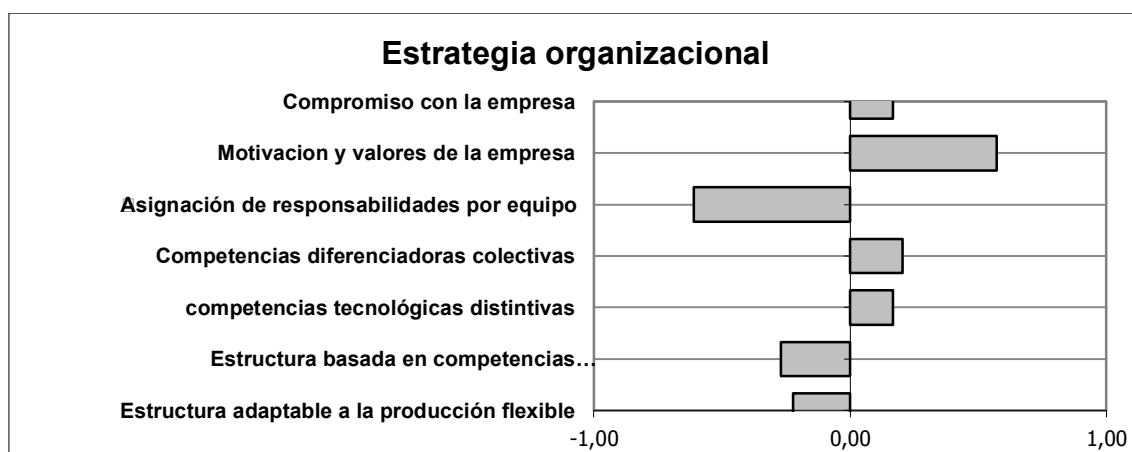 Estrategia organizacional
Compromiso con la empresa
Motivacion y valores de la empresa
Asignación de responsabilidades por equipo
Competencias diferenciadoras colectivas
competencias tecnológicas distintivas
Estructura basada en competencias…
Estructura adaptable a la producción flexible
-1,00 0,00 1,00